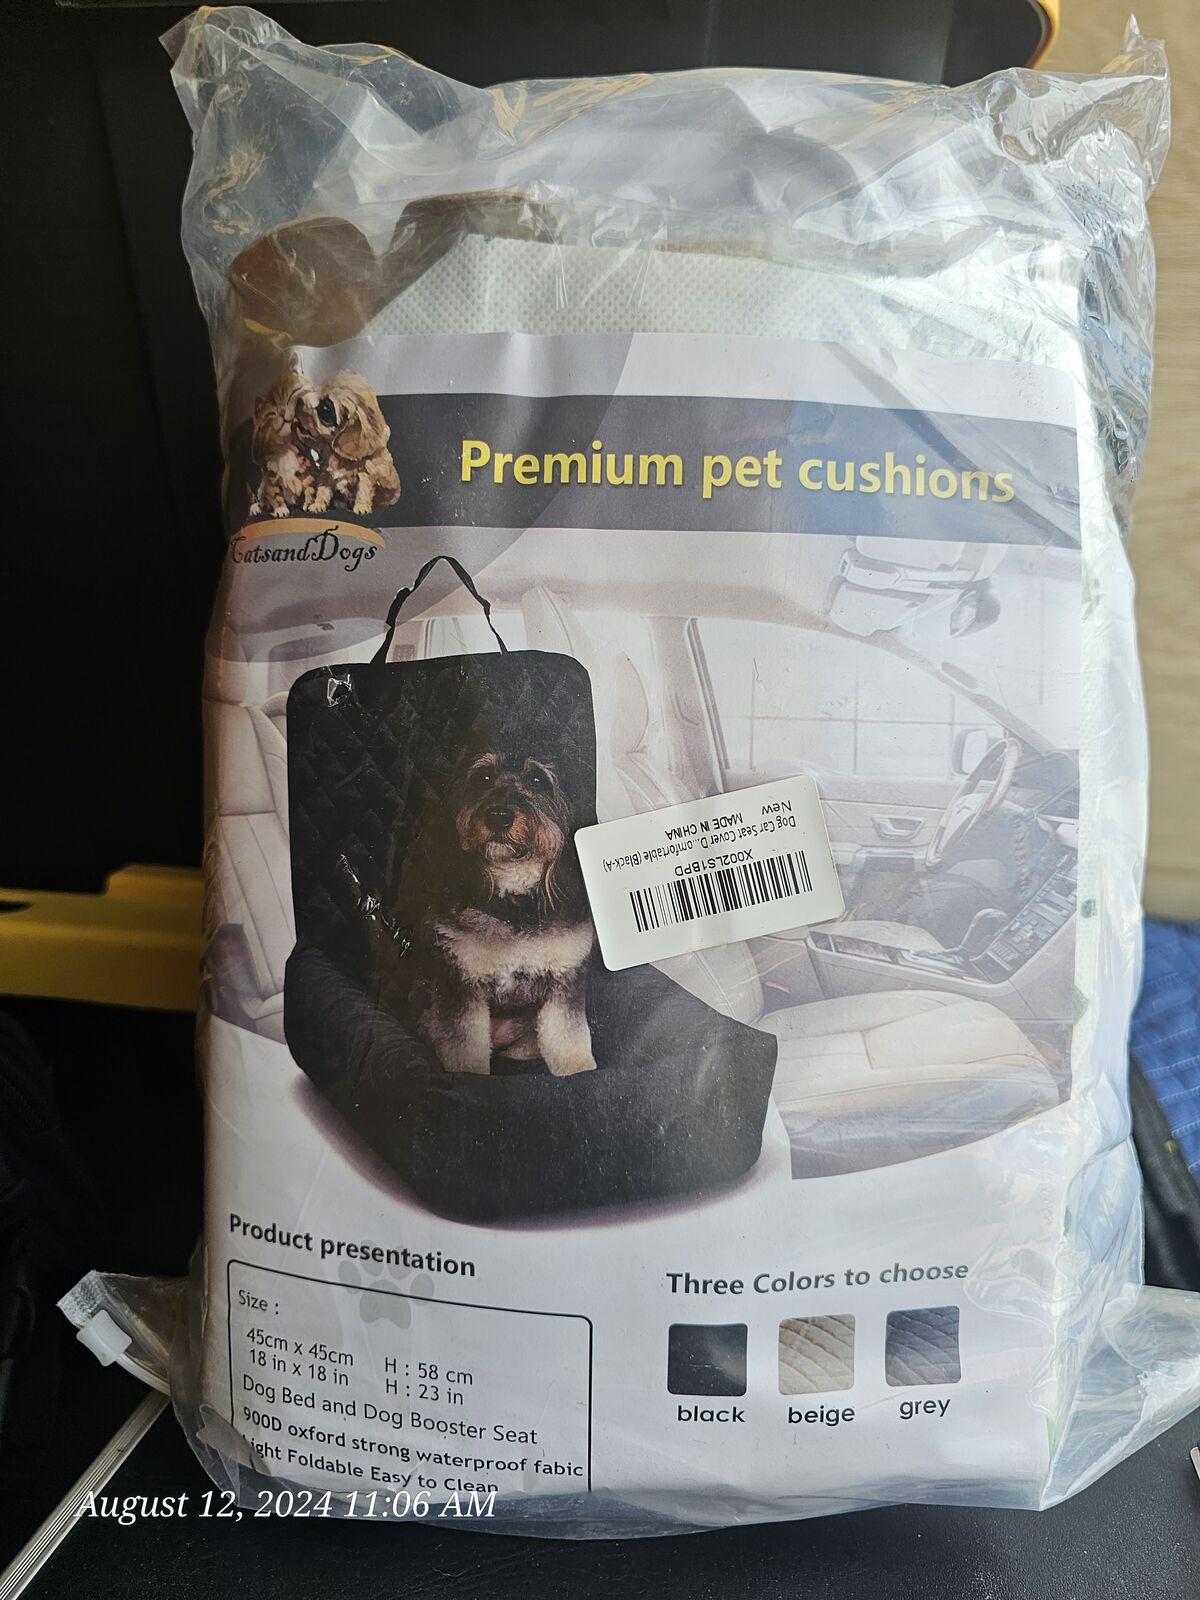 Premium pet cushions
CatsandDogs
Dog Car Seat Cover D...omfortable (Black-A)
New MADE IN CHINA
X002LS1BPD
Product presentation
Size :
45cm x 45cm H : 58 cm
18 in x 18 in H : 23 in
Dog Bed and Dog Booster Seat
900D oxford strong waterproof fabic
Light Foldable Easy to Clean
Three Colors to choose
black beige grey
August 12, 2024 11:06 AM